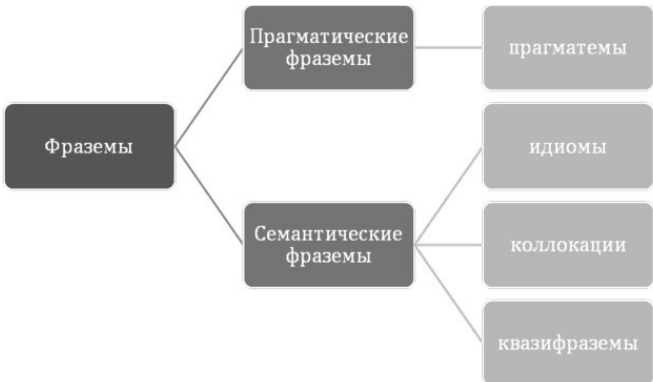 Прагматические
фраземы
прагматемы
Фраземы
идиомы
Семантические
фраземы
коллокации
квазифраземы